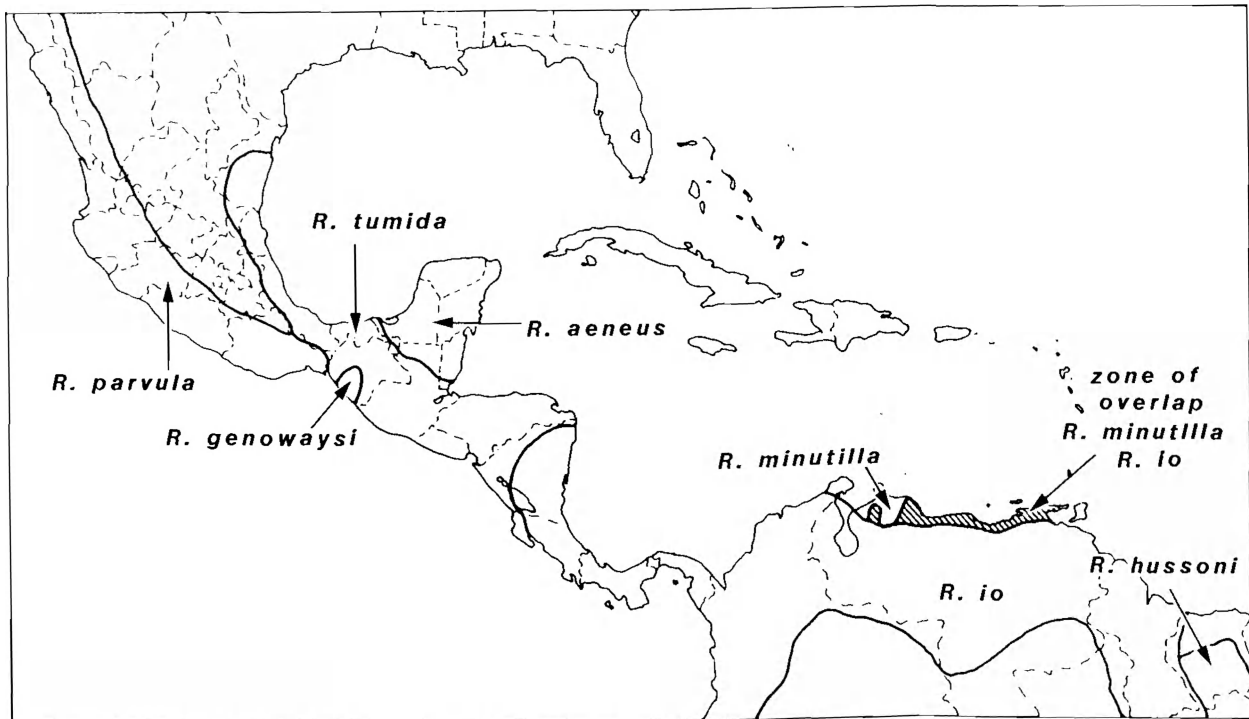 R. tumida
R. aeneus
R. parvula
R. genowaysi
zone of
overlap
R. minutilla
R. io
R. minutilla
R. hussoni
R. io